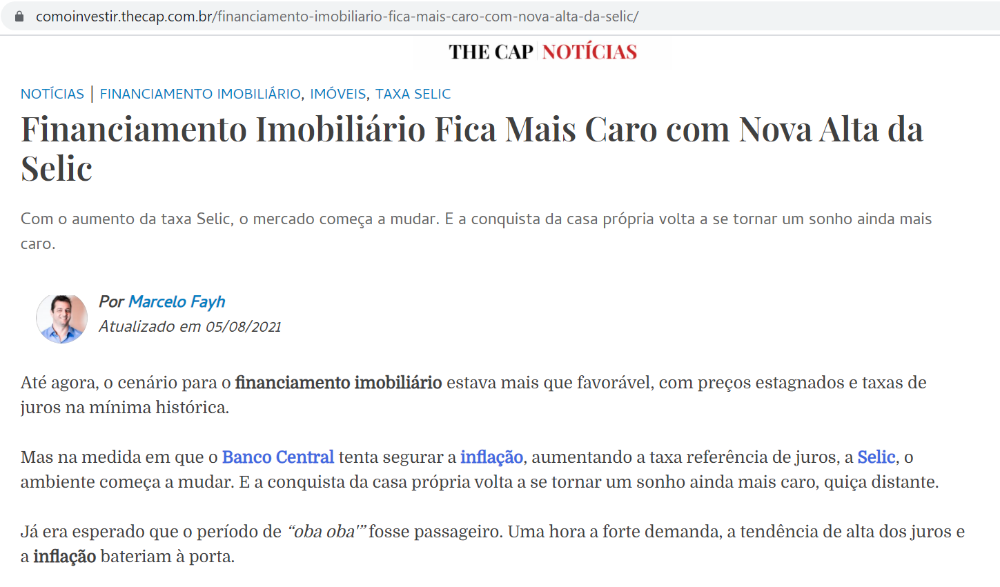 comoinvestir.thecap.com.br/financiamento-imobiliario-fica-mais-caro-com-nova-alta-da-selic/
THE CAP NOTÍCIAS
NOTÍCIAS | FINANCIAMENTO IMOBILIÁRIO, IMÓVEIS, TAXA SELIC
Financiamento Imobiliário Fica Mais Caro com Nova Alta da
Selic
Com o aumento da taxa Selic, o mercado começa a mudar. E a conquista da casa própria volta a se tornar um sonho ainda mais
caro.
Por Marcelo Fayh
Atualizado em 05/08/2021
Até agora, o cenário para o financiamento imobiliário estava mais que favorável, com preços estagnados e taxas de
juros na mínima histórica.
Mas na medida em que o Banco Central tenta segurar a inflação, aumentando a taxa referência de juros, a Selic, o
ambiente começa a mudar. E a conquista da casa própria volta a se tornar um sonho ainda mais caro, quiça distante.
Já era esperado que o período de “oba oba'” fosse passageiro. Uma hora a forte demanda, a tendência de alta dos juros e
a inflação bateriam à porta.